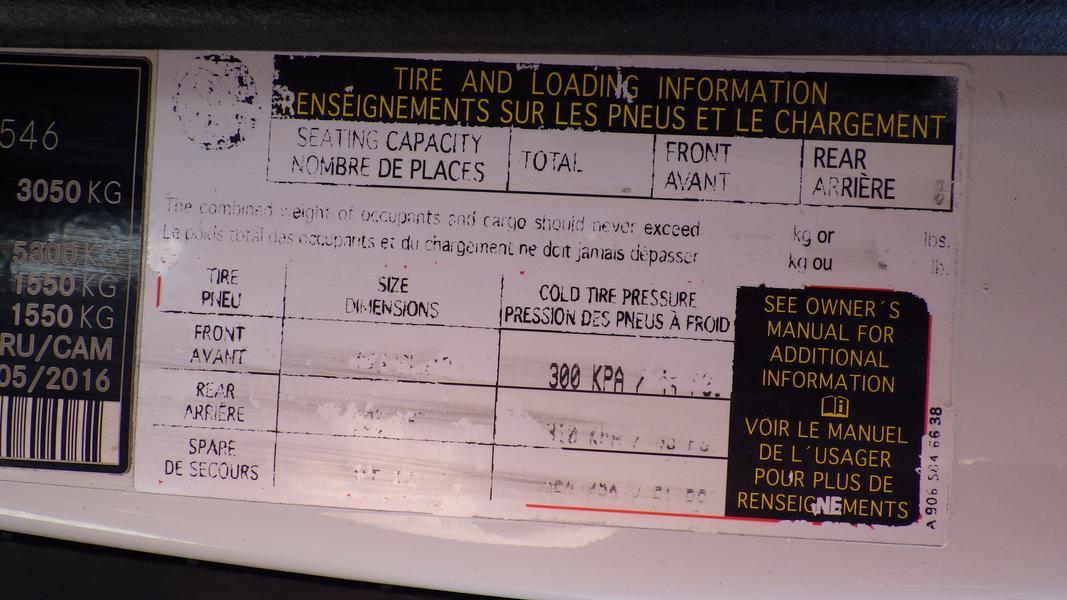 546
3050 KG
5300 KG
1550 KG
1550 KG
RU/CAM
05/2016
TIRE AND LOADING INFORMATION
RENSEIGNEMENTS SUR LES PNEUS ET LE CHARGEMENT
SEATING CAPACITY
NOMBRE DE PLACES
TOTAL
FRONT
AVANT
REAR
ARRIÈRE
The combined weight of occupants and cargo should never exceed kg or lbs.
Le poids total des occupants et du chargement ne doit jamais dépasser kg ou lb.
TIRE
PNEU
SIZE
DIMENSIONS
COLD TIRE PRESSURE
PRESSION DES PNEUS À FROID
FRONT
AVANT
300 KPA /
REAR
ARRIÈRE
SPARE
DE SECOURS
SEE OWNER´S
MANUAL FOR
ADDITIONAL
INFORMATION
VOIR LE MANUEL
DE L´USAGER
POUR PLUS DE
RENSEIGNEMENTS
A 906 584 66 38